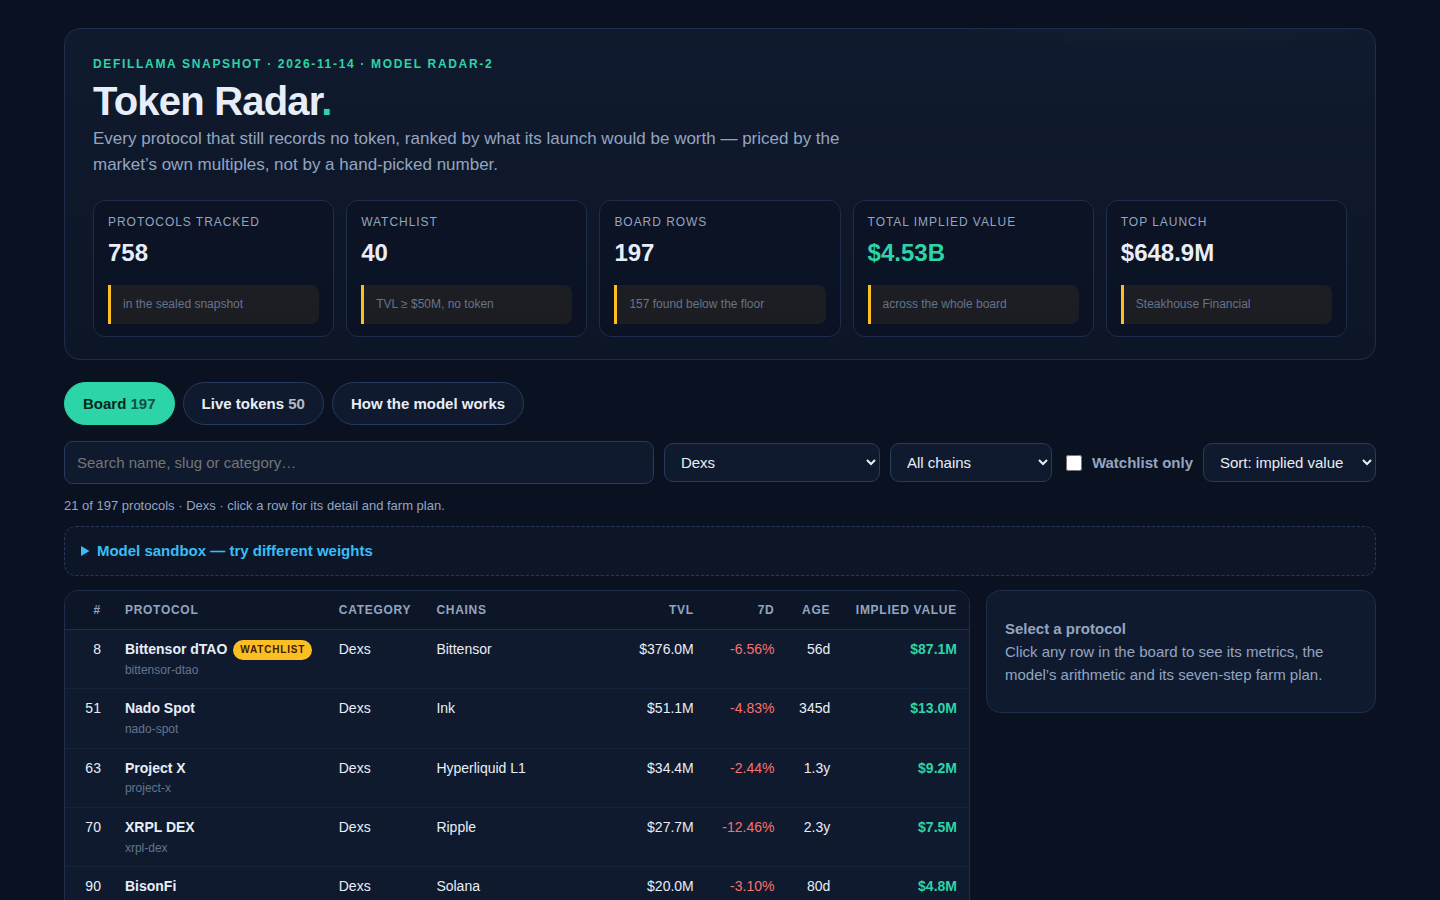 DEFILLAMA SNAPSHOT · 2026-11-14 · MODEL RADAR-2
Token Radar.
Every protocol that still records no token, ranked by what its launch would be worth — priced by the
market’s own multiples, not by a hand-picked number.
PROTOCOLS TRACKED
758
in the sealed snapshot
WATCHLIST
40
TVL ≥ $50M, no token
BOARD ROWS
197
157 found below the floor
TOTAL IMPLIED VALUE
$4.53B
across the whole board
TOP LAUNCH
$648.9M
Steakhouse Financial
Board 197
Live tokens 50
How the model works
Search name, slug or category…
Dexs
All chains
Watchlist only
Sort: implied value
21 of 197 protocols · Dexs · click a row for its detail and farm plan.
Model sandbox — try different weights
# PROTOCOL CATEGORY CHAINS TVL 7D AGE IMPLIED VALUE
8 Bittensor dTAO WATCHLIST Dexs Bittensor $376.0M -6.56% 56d $87.1M
bittensor-dtao
51 Nado Spot Dexs Ink $51.1M -4.83% 345d $13.0M
nado-spot
63 Project X Dexs Hyperliquid L1 $34.4M -2.44% 1.3y $9.2M
project-x
70 XRPL DEX Dexs Ripple $27.7M -12.46% 2.3y $7.5M
xrpl-dex
90 BisonFi Dexs Solana $20.0M -3.10% 80d $4.8M
Select a protocol
Click any row in the board to see its metrics, the
model’s arithmetic and its seven-step farm plan.